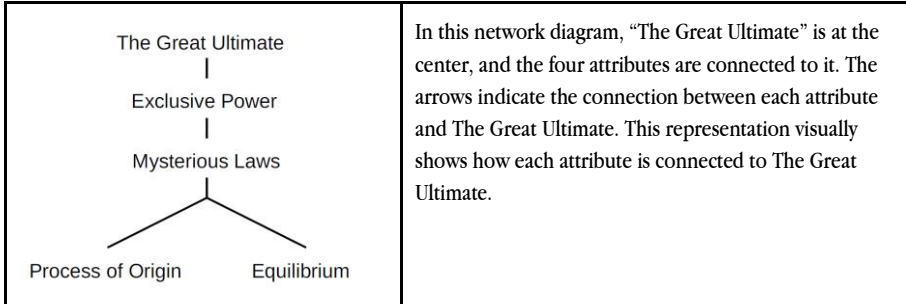 The Great Ultimate
Exclusive Power
Mysterious Laws
Process of Origin
Equilibrium
In this network diagram, “The Great Ultimate” is at the
center, and the four attributes are connected to it. The
arrows indicate the connection between each attribute
and The Great Ultimate. This representation visually
shows how each attribute is connected to The Great
Ultimate.